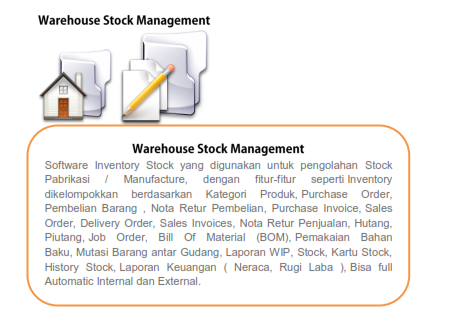 Warehouse Stock Management
Warehouse Stock Management
Software Inventory Stock yang digunakan untuk pengolahan Stock
Pabrikasi / Manufacture, dengan fitur-fitur seperti Inventory
dikelompokkan berdasarkan Kategori Produk, Purchase Order,
Pembelian Barang , Nota Retur Pembelian, Purchase Invoice, Sales
Order, Delivery Order, Sales Invoices, Nota Retur Penjualan, Hutang,
Piutang, Job Order, Bill Of Material (BOM), Pemakaian Bahan
Baku, Mutasi Barang antar Gudang, Laporan WIP, Stock, Kartu Stock,
History Stock, Laporan Keuangan ( Neraca, Rugi Laba ), Bisa full
Automatic Internal dan External.